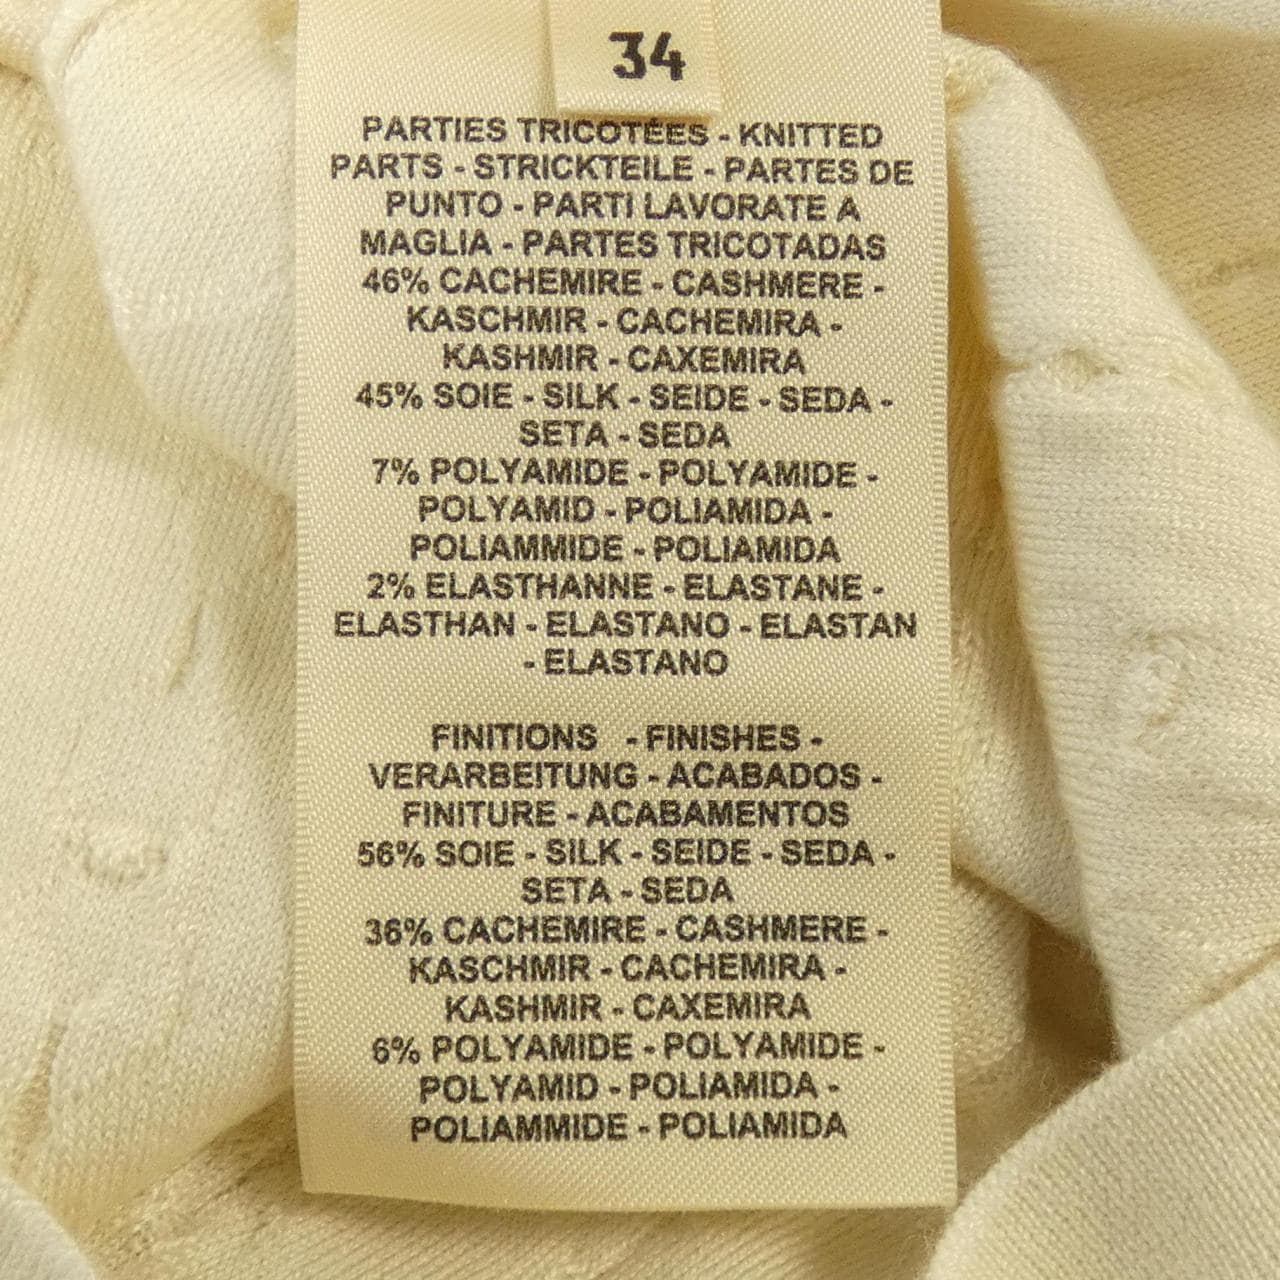 34
PARTIES TRICOTÉES - KNITTED
PARTS - STRICKTEILE - PARTES DE
PUNTO - PARTI LAVORATE A
MAGLIA - PARTES TRICOTADAS
46% CACHEMIRE - CASHMERE -
KASCHMIR - CACHEMIRA -
KASHMIR - CAXEMIRA
45% SOIE - SILK - SEIDE - SEDA -
SETA - SEDA
7% POLYAMIDE - POLYAMIDE -
POLYAMID - POLIAMIDA -
POLIAMMIDE - POLIAMIDA
2% ELASTHANNE - ELASTANE -
ELASTHAN - ELASTANO - ELASTAN
- ELASTANO
FINITIONS - FINISHES -
VERARBEITUNG - ACABADOS -
FINITURE - ACABAMENTOS
56% SOIE - SILK - SEIDE - SEDA -
SETA - SEDA
36% CACHEMIRE - CASHMERE -
KASCHMIR - CACHEMIRA -
KASHMIR - CAXEMIRA
6% POLYAMIDE - POLYAMIDE -
POLYAMID - POLIAMIDA -
POLIAMMIDE - POLIAMIDA